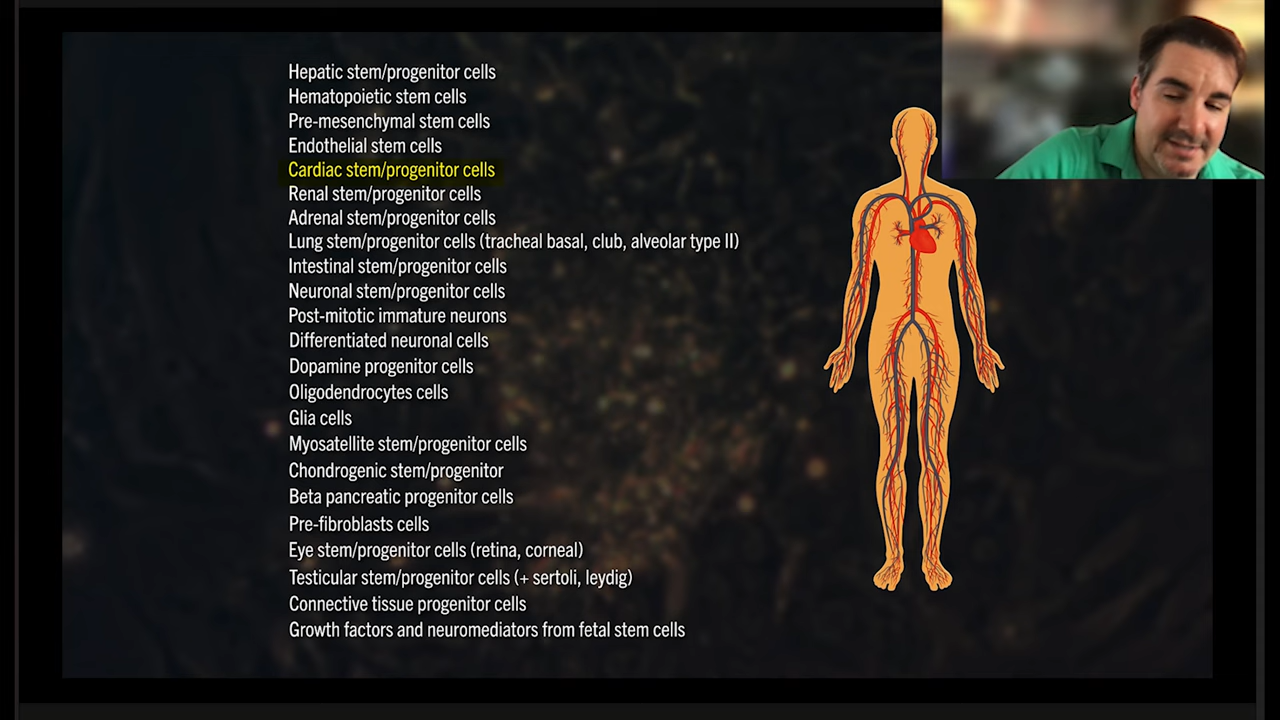 Hepatic stem/progenitor cells
Hematopoietic stem cells
Pre-mesenchymal stem cells
Endothelial stem cells
Cardiac stem/progenitor cells
Renal stem/progenitor cells
Adrenal stem/progenitor cells
Lung stem/progenitor cells (tracheal basal, club, alveolar type II)
Intestinal stem/progenitor cells
Neuronal stem/progenitor cells
Post-mitotic immature neurons
Differentiated neuronal cells
Dopamine progenitor cells
Oligodendrocytes cells
Glia cells
Myosatellite stem/progenitor cells
Chondrogenic stem/progenitor
Beta pancreatic progenitor cells
Pre-fibroblasts cells
Eye stem/progenitor cells (retina, corneal)
Testicular stem/progenitor cells (+ sertoli, leydig)
Connective tissue progenitor cells
Growth factors and neuromediators from fetal stem cells